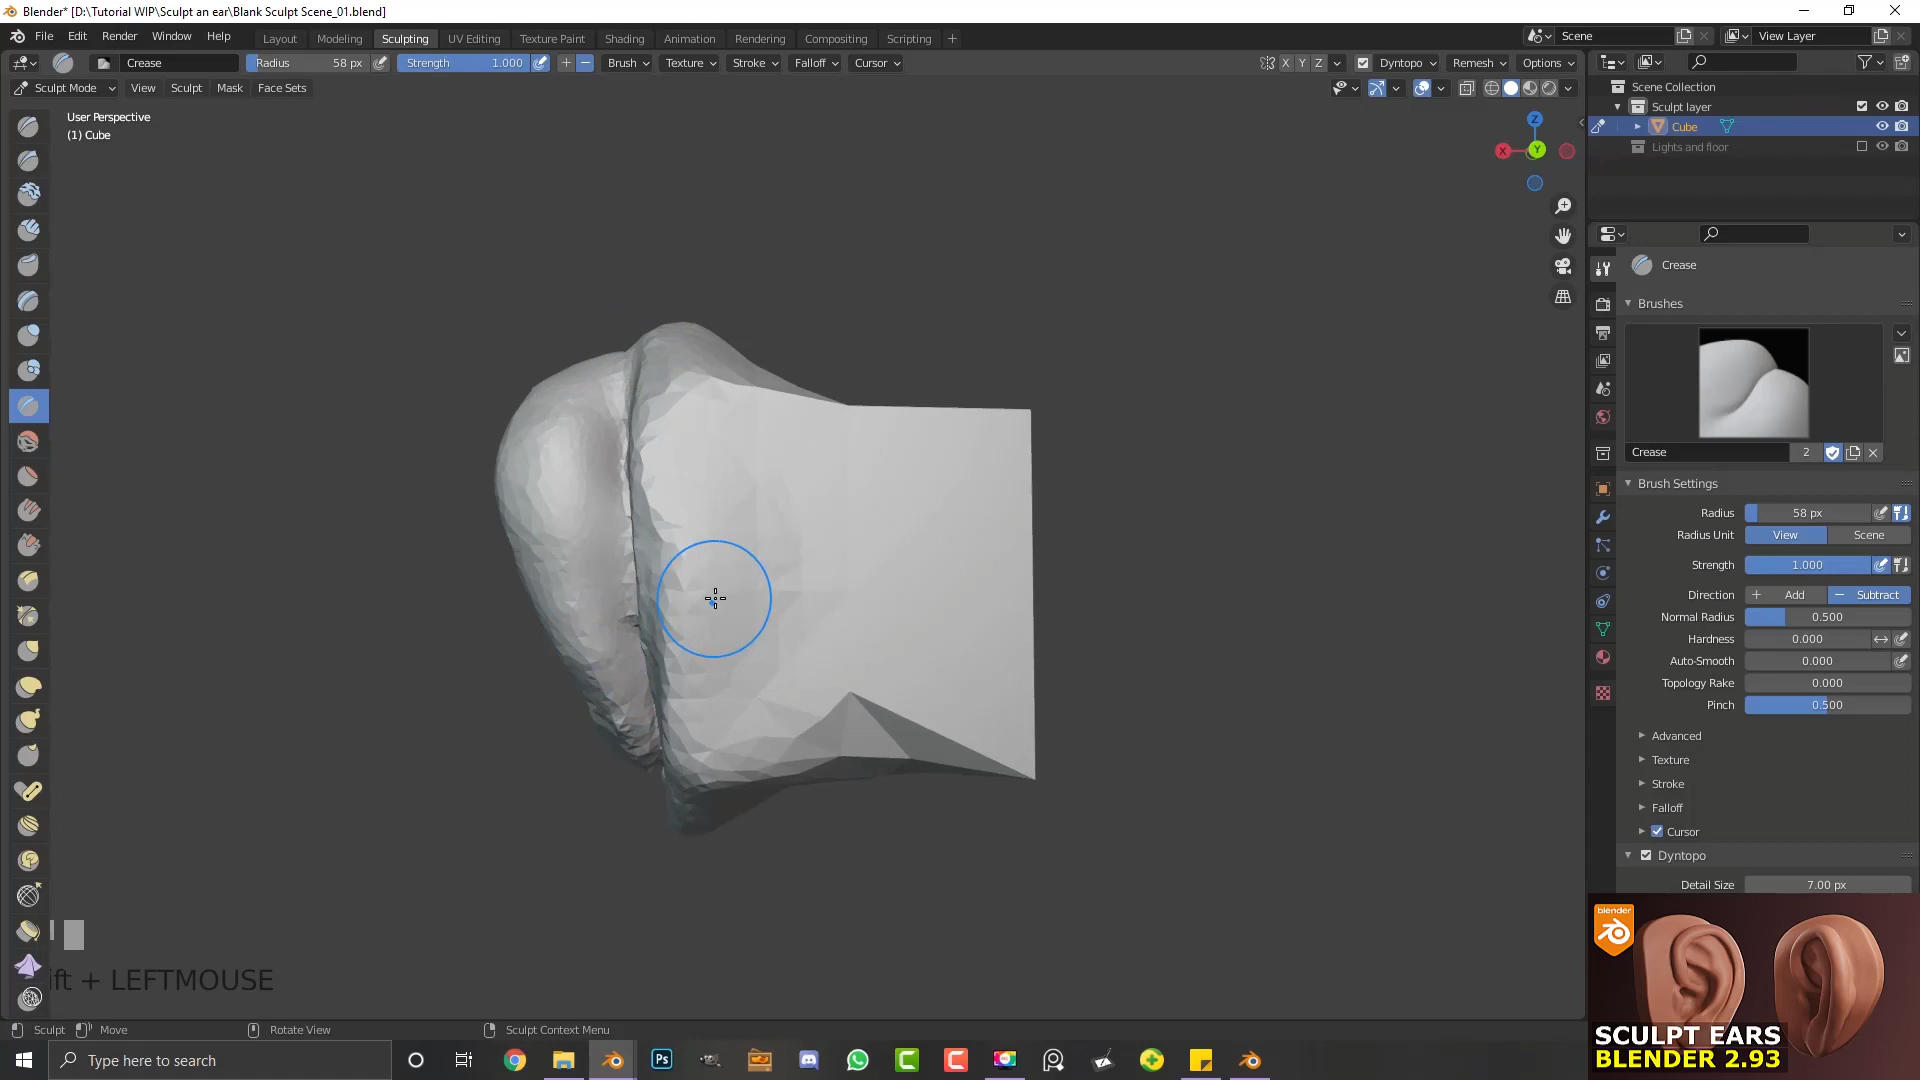 Blender* [D:\Tutorial WIP\Sculpt an ear\Blank Sculpt Scene_01.blend]
File Edit Render Window Help Layout Modeling Sculpting UV Editing Texture Paint Shading Animation Rendering Compositing Scripting + Scene View Layer
Crease Radius 58 px Strength 1.000 Brush Texture Stroke Falloff Cursor X Y Z Dyntopo Remesh Options
Sculpt Mode View Sculpt Mask Face Sets
User Perspective
(1) Cube
Z
X
Y
Scene Collection
Sculpt layer
Cube
Lights and floor
Crease
Brushes
Crease 2
Brush Settings
Radius 58 px
Radius Unit View Scene
Strength 1.000
Direction Add Subtract
Normal Radius 0.500
Hardness 0.000
Auto-Smooth 0.000
Topology Rake 0.000
Pinch 0.500
Advanced
Texture
Stroke
Falloff
Cursor
Dyntopo
Detail Size 7.00 px
ift + LEFTMOUSE
blender
SCULPT EARS
BLENDER 2.93
Sculpt Move Rotate View Sculpt Context Menu
Type here to search
Ps